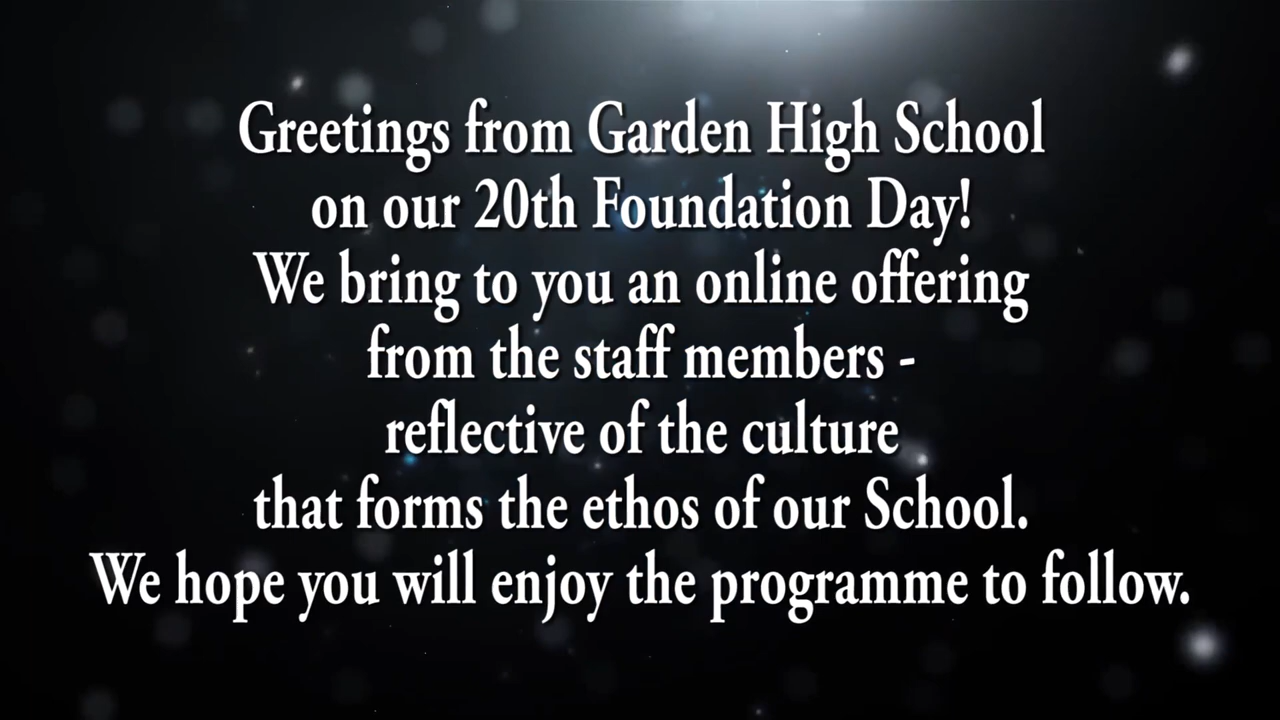 Greetings from Garden High School
on our 20th Foundation Day!
We bring to you an online offering
from the staff members -
reflective of the culture
that forms the ethos of our School.
We hope you will enjoy the programme to follow.